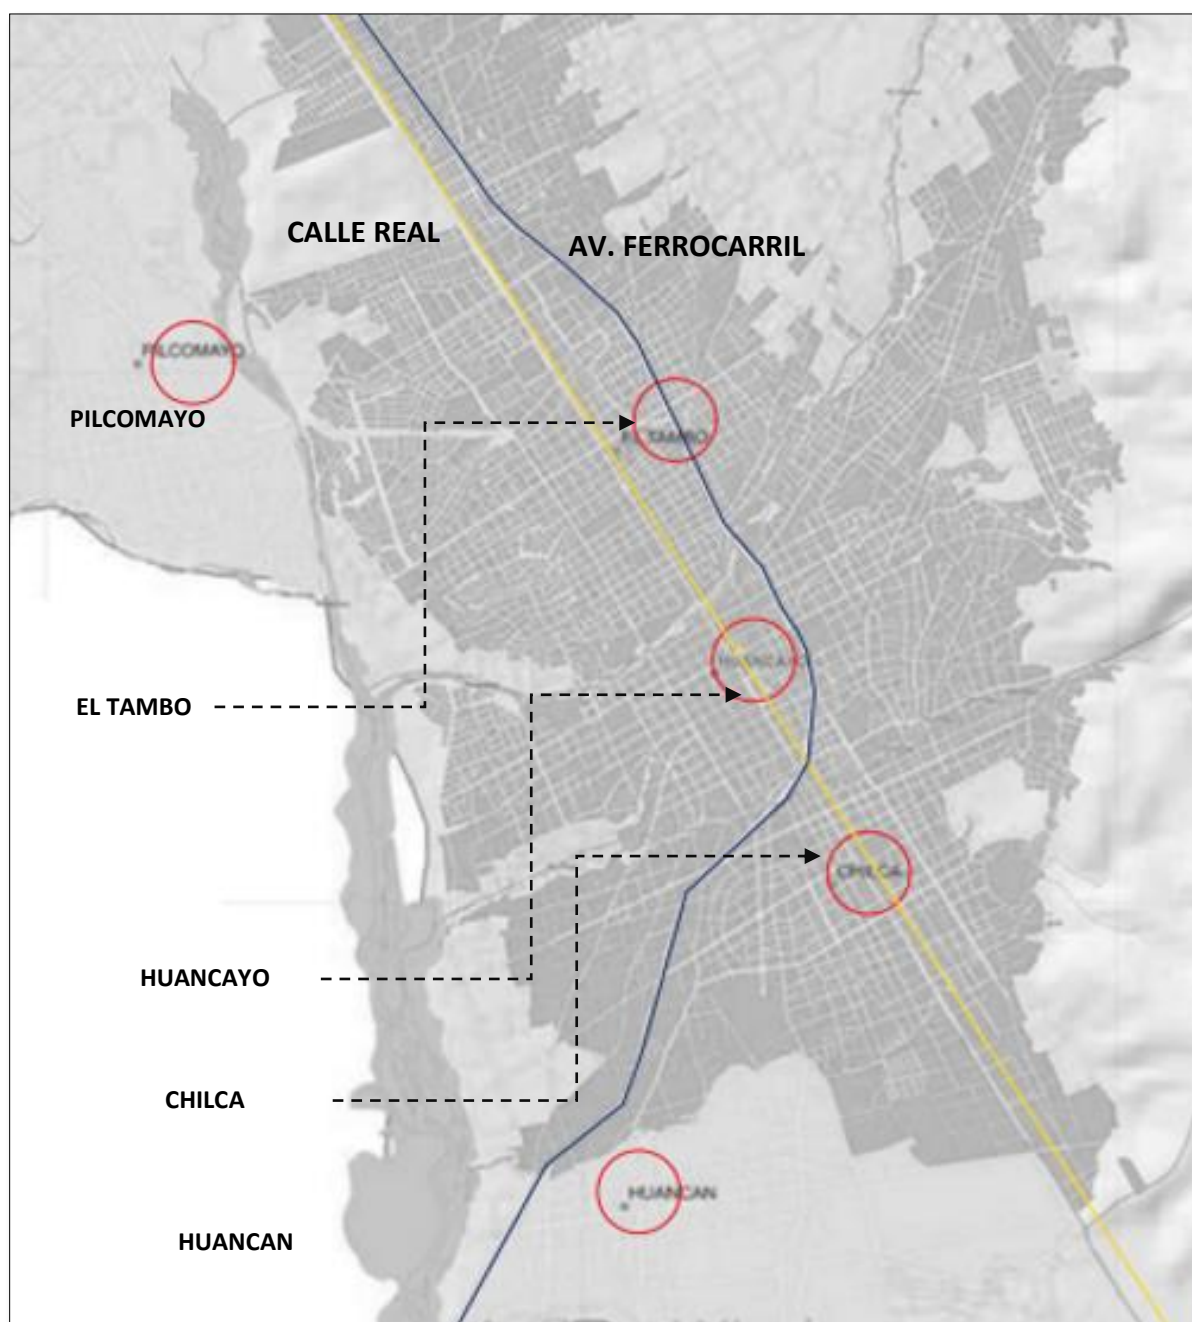 CALLE REAL
AV. FERROCARRIL
PILCOMAYO
PILCOMAYO
EL TAMBO
EL TAMBO
HUANCAYO
HUANCAYO
CHILCA
CHILCA
HUANCAN
HUANCAN